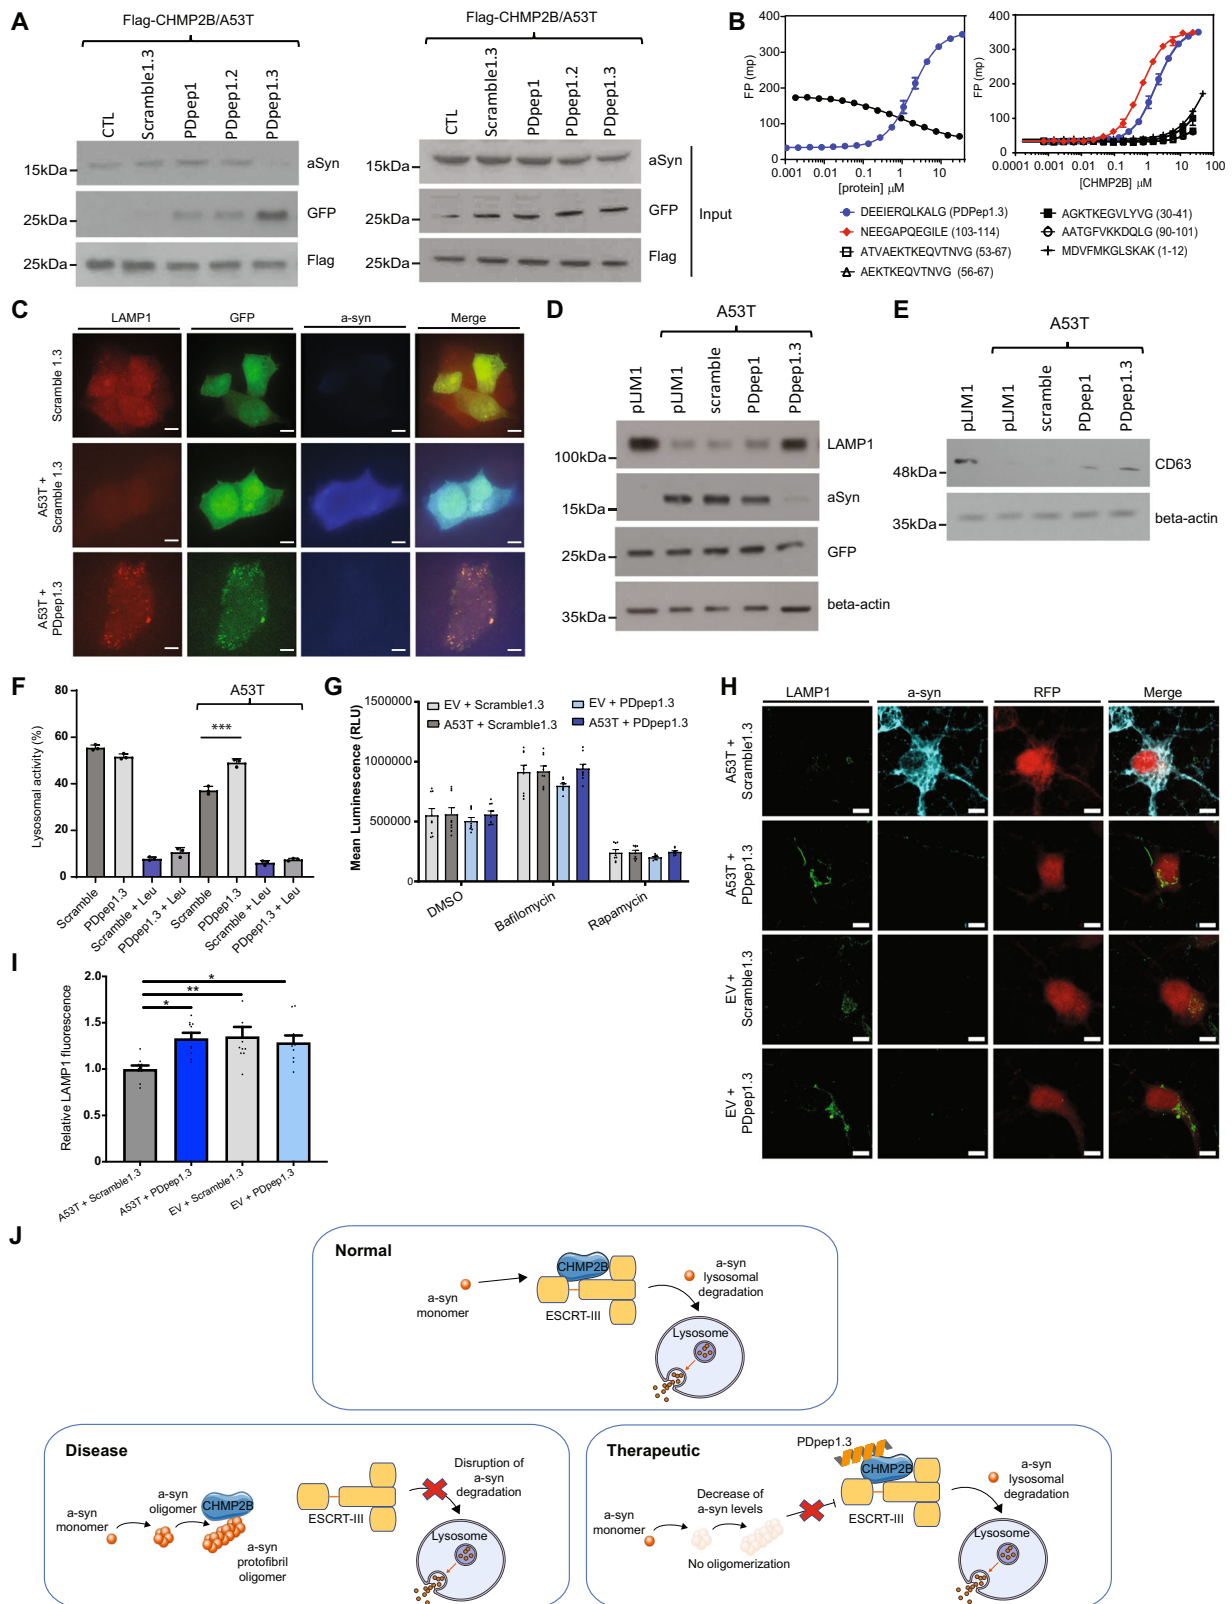 A
Flag-CHMP2B/A53T
CTL
Scramble1.3
PDpep1
PDpep1.2
PDpep1.3
15kDa
aSyn
25kDa
GFP
25kDa
Flag
Flag-CHMP2B/A53T
CTL
Scramble1.3
PDpep1
PDpep1.2
PDpep1.3
15kDa
aSyn
25kDa
GFP
25kDa
Flag
Input
B
FP (mp)
400
300
200
100
0
0.001 0.01 0.1 1 10
[protein] µM
FP (mp)
400
300
200
100
0
0.0001 0.01 0.1 1 10 100
[CHMP2B] µM
DEEIERQLKALG (PDPep1.3)
NEEGAPQEGILE (103-114)
ATVAEKTKEQVTNVG (53-67)
AEKTKEQVTNVG (56-67)
AGKTKEGVLYVG (30-41)
AATGFVKKDQLG (90-101)
MDVFMKGLSKAK (1-12)
C
LAMP1 GFP a-syn Merge
Scramble 1.3
A53T +
Scramble 1.3
A53T +
PDpep1.3
D
A53T
pLJM1
pLJM1
scramble
PDpep1
PDpep1.3
100kDa
LAMP1
15kDa
aSyn
25kDa
GFP
35kDa
beta-actin
E
A53T
pLJM1
pLJM1
scramble
PDpep1
PDpep1.3
48kDa
CD63
35kDa
beta-actin
F
A53T
***
Lysosomal activity (%)
80
60
40
20
0
Scramble
PDpep1.3
Scramble + Leu
PDpep1.3 + Leu
Scramble
PDpep1.3
Scramble + Leu
PDpep1.3 + Leu
G
Mean Luminescence (RLU)
1500000
1000000
500000
0
EV + Scramble1.3
A53T + Scramble1.3
EV + PDpep1.3
A53T + PDpep1.3
DMSO
Bafilomycin
Rapamycin
H
LAMP1 a-syn RFP Merge
A53T +
Scramble1.3
A53T +
PDpep1.3
EV +
Scramble1.3
EV +
PDpep1.3
I
Relative LAMP1 fluorescence
2.0
1.5
1.0
0.5
0
*
**
*
A53T + Scramble1.3
A53T + PDpep1.3
EV + Scramble1.3
EV + PDpep1.3
J
Normal
a-syn
monomer
CHMP2B
ESCRT-III
a-syn
lysosomal
degradation
Lysosome
Disease
a-syn
monomer
a-syn
oligomer
CHMP2B
a-syn
protofibril
oligomer
ESCRT-III
Disruption of
a-syn
degradation
Lysosome
Therapeutic
a-syn
monomer
Decrease of
a-syn levels
No oligomerization
PDpep1.3
CHMP2B
ESCRT-III
a-syn
lysosomal
degradation
Lysosome